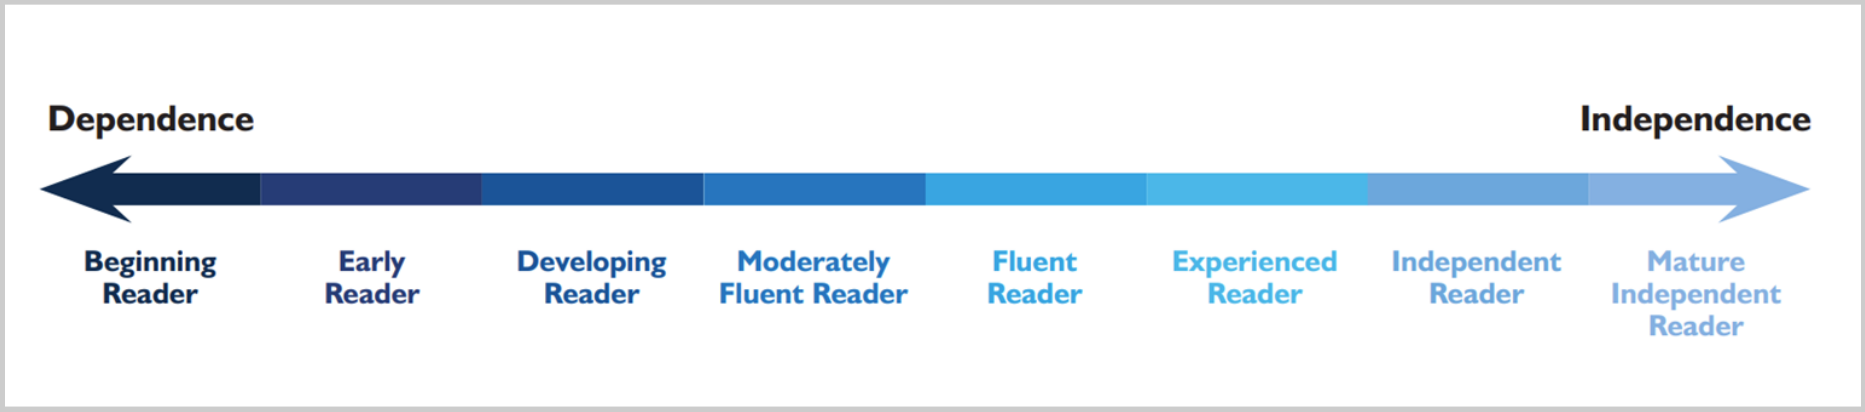 Dependence
Independence
Beginning
Reader
Early
Reader
Developing
Reader
Moderately
Fluent Reader
Fluent
Reader
Experienced
Reader
Independent
Reader
Mature
Independent
Reader